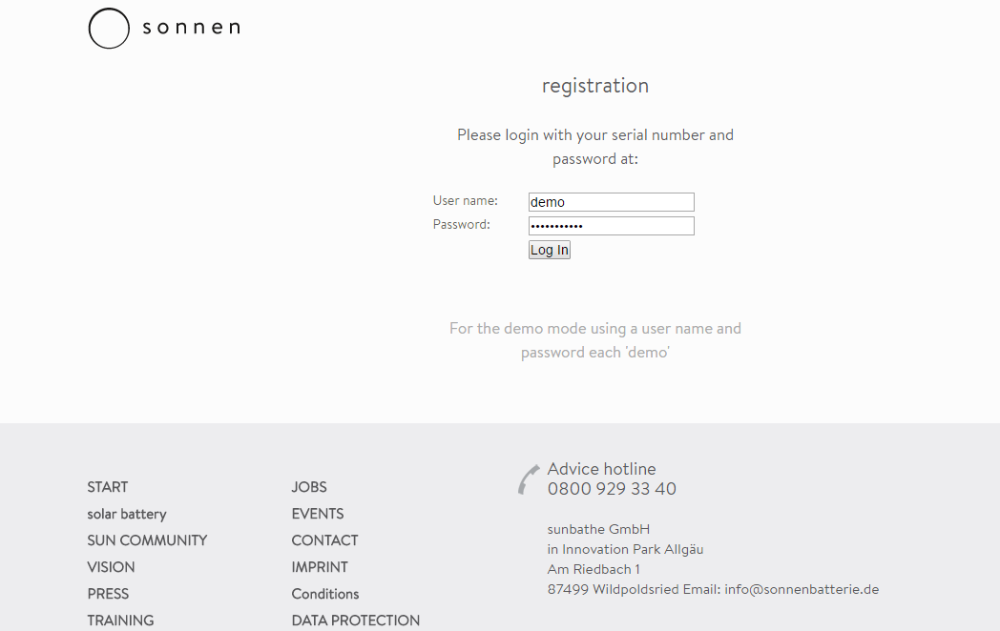 sonnen
registration
Please login with your serial number and
password at:
User name: demo
Password: •••••••••••
Log In
For the demo mode using a user name and
password each 'demo'
START
solar battery
SUN COMMUNITY
VISION
PRESS
TRAINING
JOBS
EVENTS
CONTACT
IMPRINT
Conditions
DATA PROTECTION
Advice hotline
0800 929 33 40
sunbathe GmbH
in Innovation Park Allgäu
Am Riedbach 1
87499 Wildpoldsried Email: info@sonnenbatterie.de